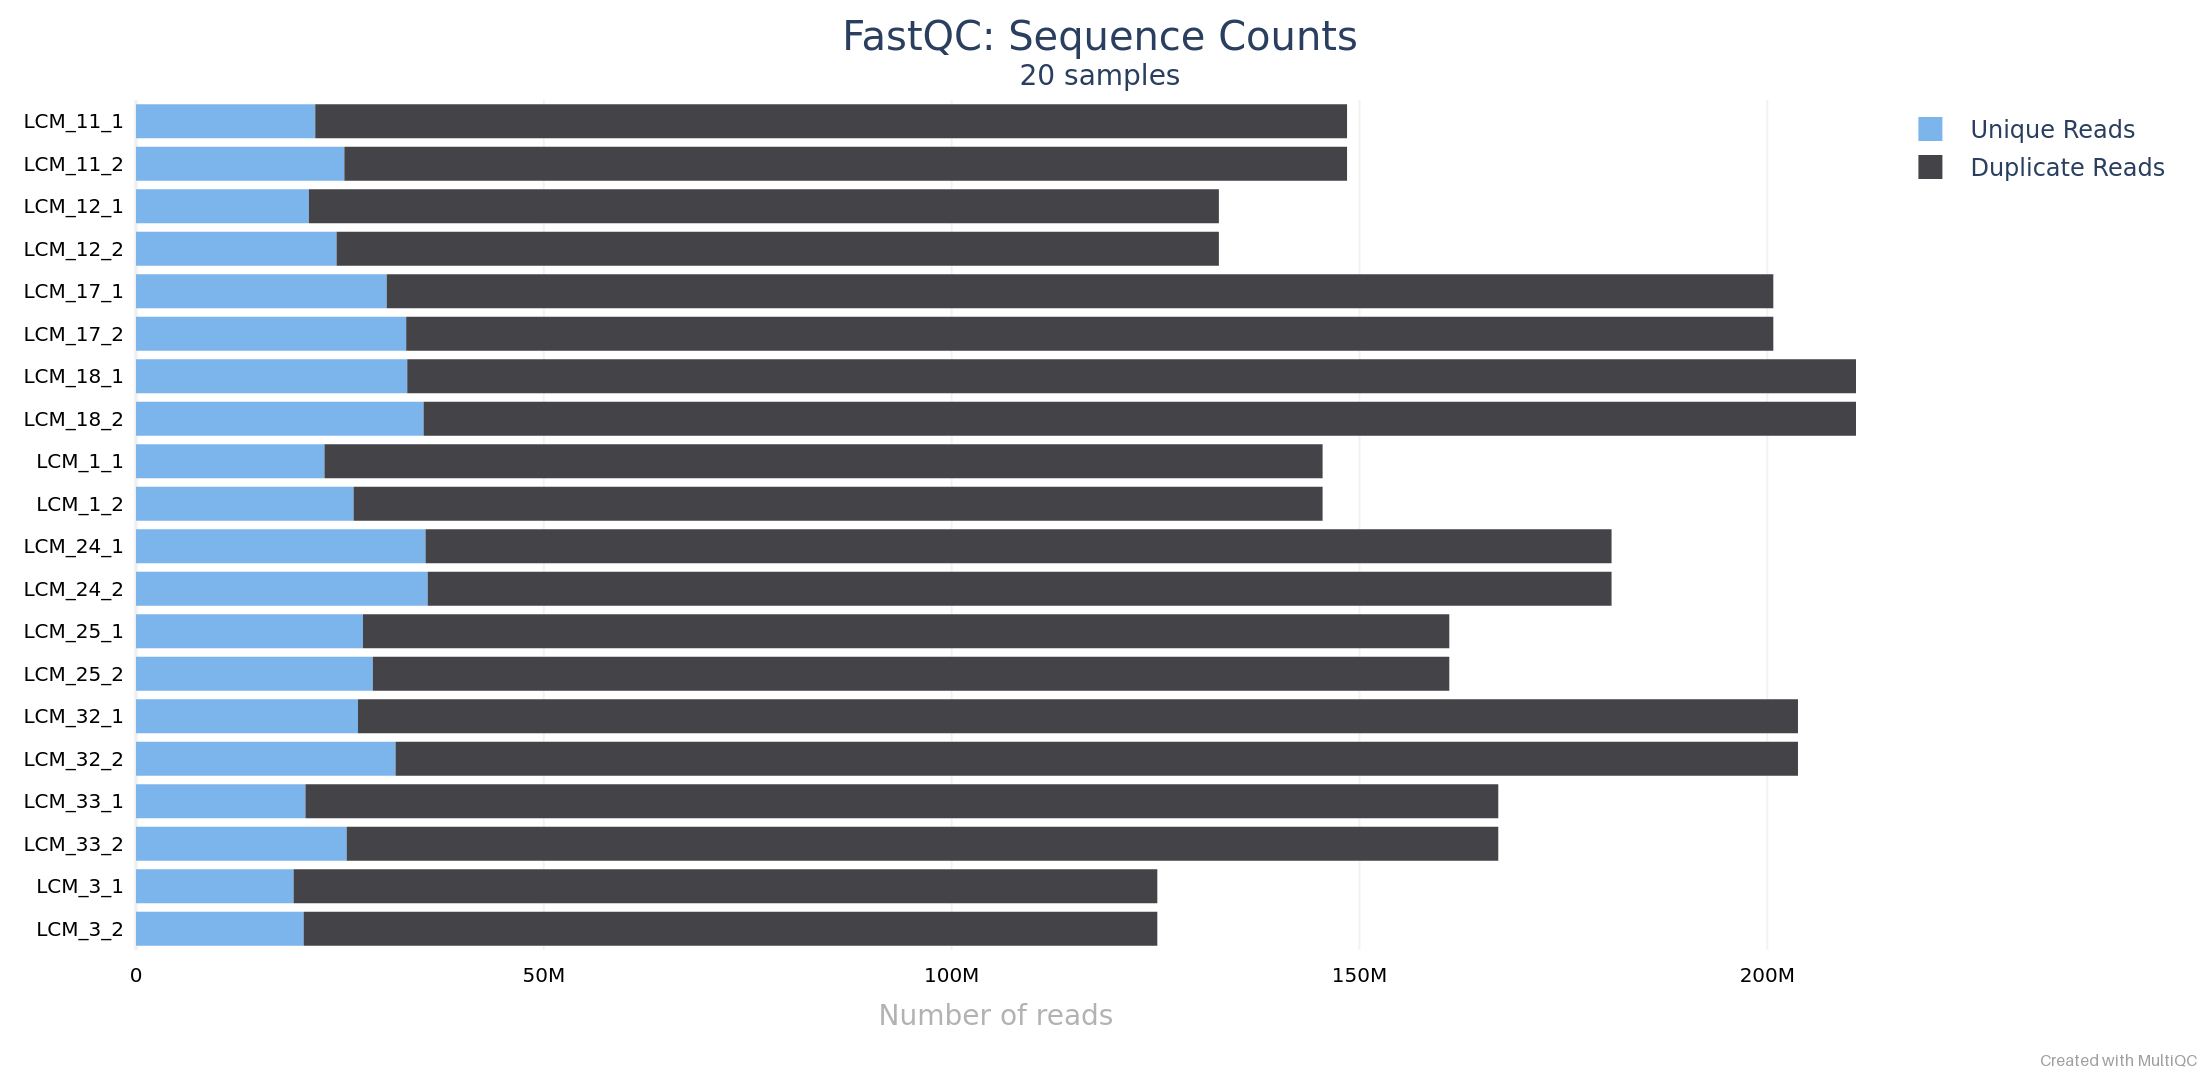 FastQC: Sequence Counts
20 samples
LCM_11_1
LCM_11_2
LCM_12_1
LCM_12_2
LCM_17_1
LCM_17_2
LCM_18_1
LCM_18_2
LCM_1_1
LCM_1_2
LCM_24_1
LCM_24_2
LCM_25_1
LCM_25_2
LCM_32_1
LCM_32_2
LCM_33_1
LCM_33_2
LCM_3_1
LCM_3_2
0 50M 100M 150M 200M
Number of reads
Unique Reads
Duplicate Reads
Created with MultiQC